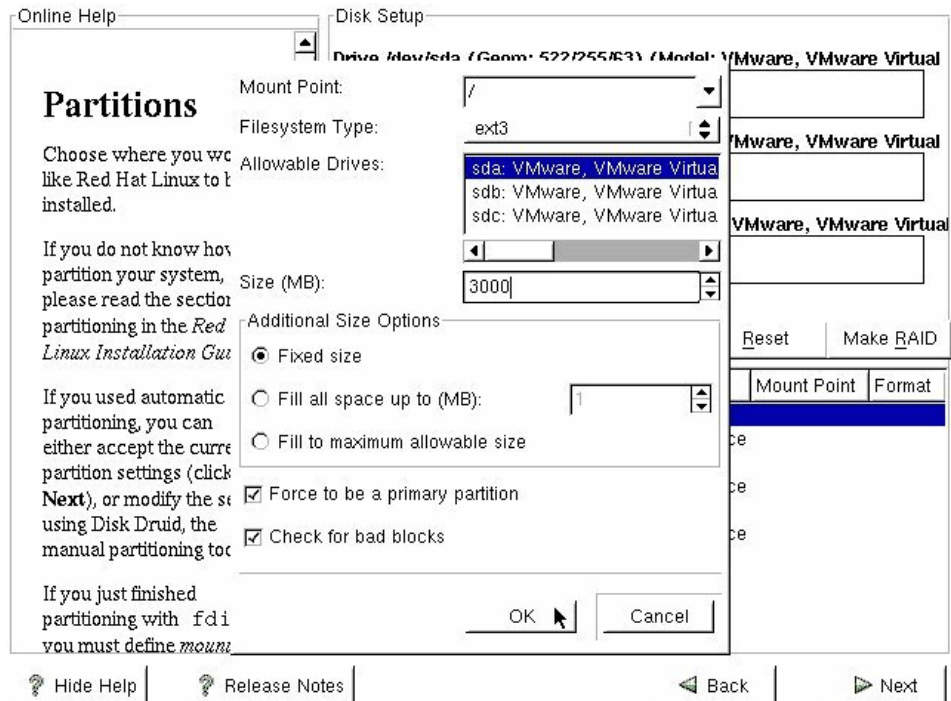 Online Help
Partitions
Choose where you wo
like Red Hat Linux to b
installed.
If you do not know how
partition your system,
please read the section
partitioning in the Red
Linux Installation Gui
If you used automatic
partitioning, you can
either accept the curre
partition settings (click
Next), or modify the se
using Disk Druid, the
manual partitioning too
If you just finished
partitioning with fdi
you must define mount
Disk Setup
Drive /dev/sda (Geom: 522/255/63) (Model: VMware, VMware Virtual
VMware, VMware Virtual
VMware, VMware Virtual
Reset Make RAID
Mount Point Format
ce
ce
ce
Mount Point: /
Filesystem Type: ext3
Allowable Drives:
sda: VMware, VMware Virtua
sdb: VMware, VMware Virtua
sdc: VMware, VMware Virtua
Size (MB): 3000
Additional Size Options
Fixed size
Fill all space up to (MB): 1
Fill to maximum allowable size
Force to be a primary partition
Check for bad blocks
OK Cancel
Hide Help Release Notes Back Next